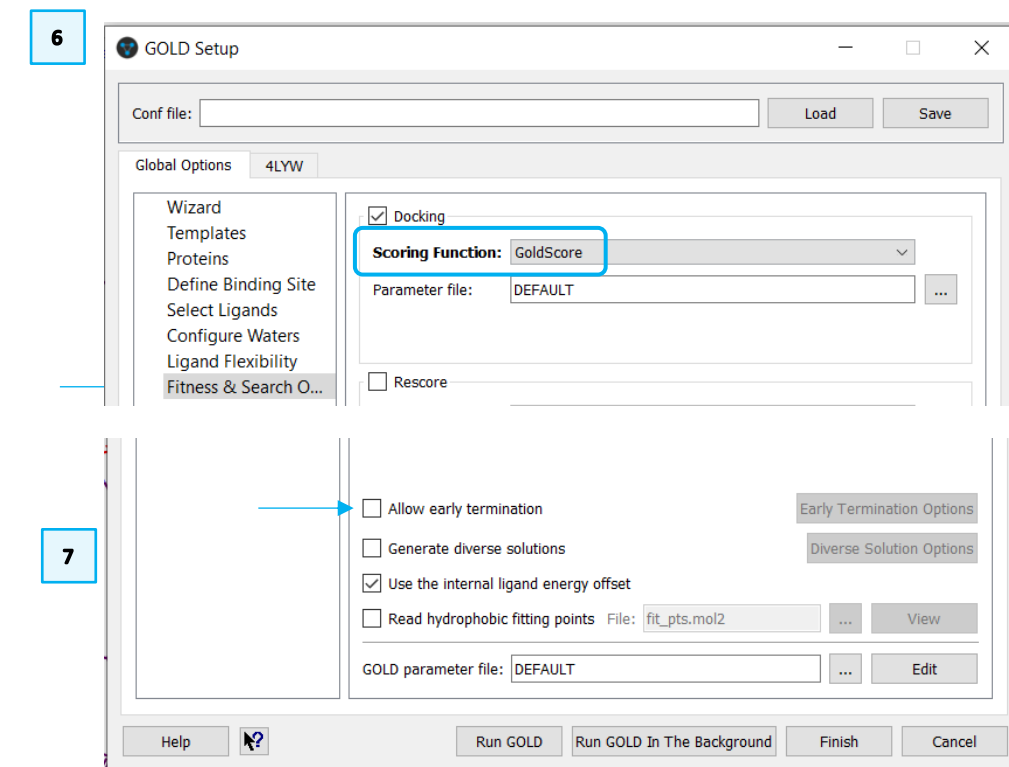 6
GOLD Setup
Conf file:
Load
Save
Global Options
4LYW
Wizard
Templates
Proteins
Define Binding Site
Select Ligands
Configure Waters
Ligand Flexibility
Fitness & Search O...
Docking
Scoring Function: GoldScore
Parameter file: DEFAULT
...
Rescore
7
Allow early termination
Early Termination Options
Generate diverse solutions
Diverse Solution Options
Use the internal ligand energy offset
Read hydrophobic fitting points File: fit_pts.mol2
...
View
GOLD parameter file: DEFAULT
...
Edit
Help
?
Run GOLD
Run GOLD In The Background
Finish
Cancel